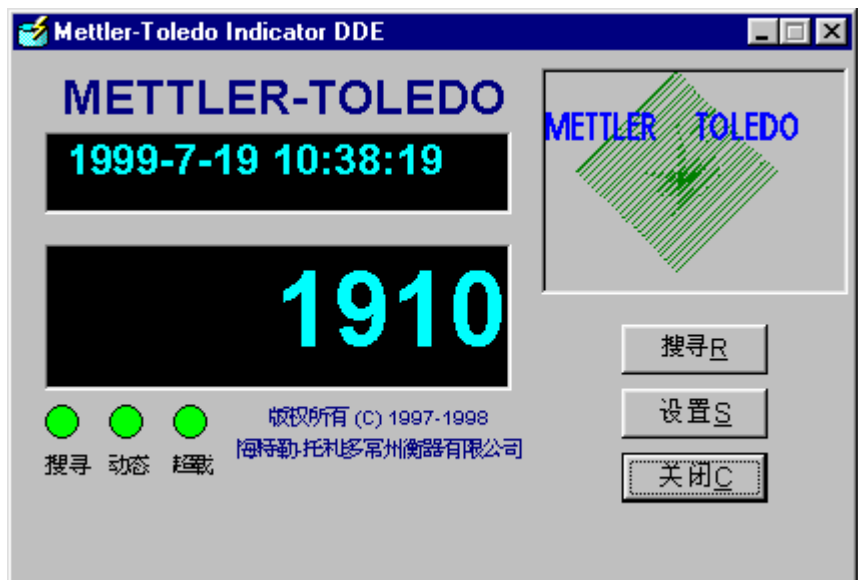 Mettler-Toledo Indicator DDE
METTLER-TOLEDO
1999-7-19 10:38:19
METTLER TOLEDO
1910
搜寻R
设置S
关闭C
搜寻 动态 超载
版权所有 (C) 1997-1998
梅特勒-托利多常州衡器有限公司